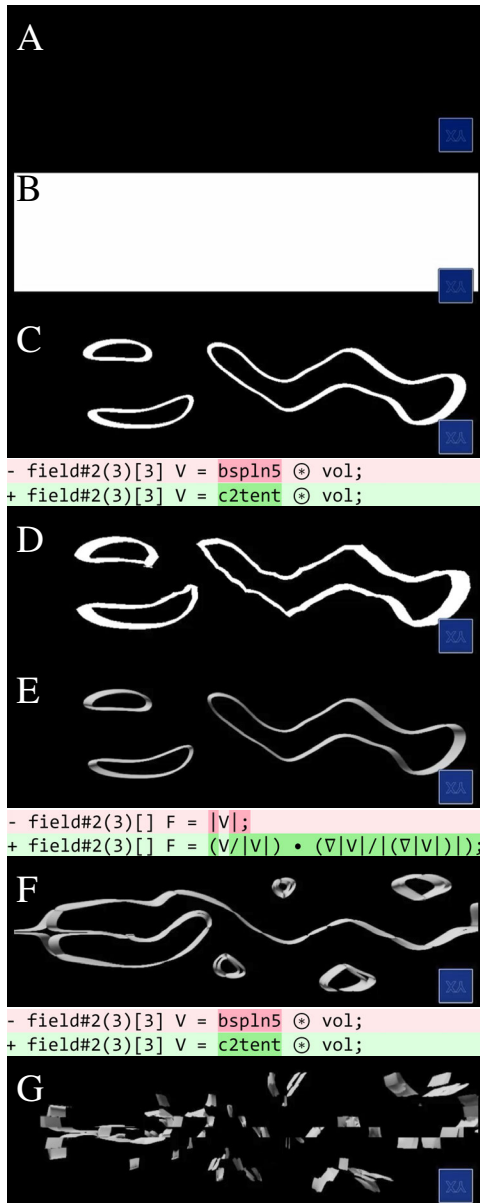 A
B
C
- field#2(3)[3] V = bspln5 ⊛ vol;
+ field#2(3)[3] V = c2tent ⊛ vol;
D
E
- field#2(3)[] F = |V|;
+ field#2(3)[] F = (V/|V|) • (∇|V|/|(∇|V|)|);
F
- field#2(3)[3] V = bspln5 ⊛ vol;
+ field#2(3)[3] V = c2tent ⊛ vol;
G